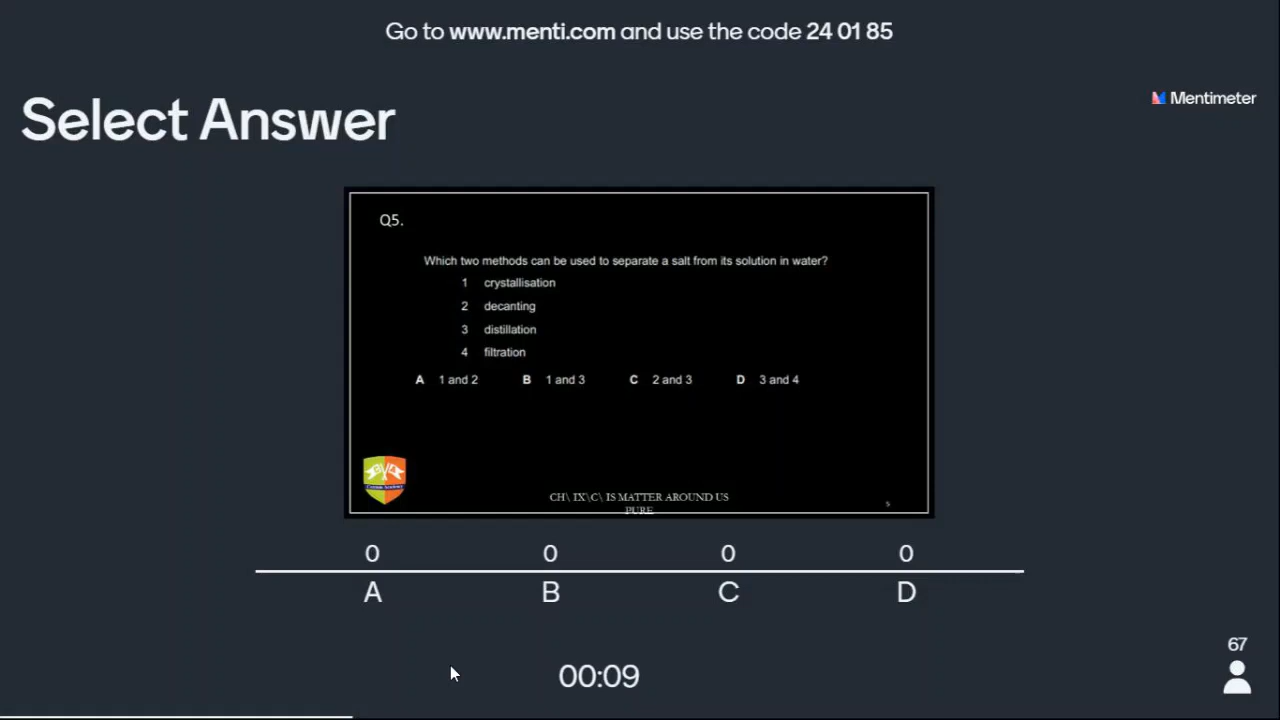 Go to www.menti.com and use the code 24 01 85
Select Answer
Mentimeter
Q5.
Which two methods can be used to separate a salt from its solution in water?
1 crystallisation
2 decanting
3 distillation
4 filtration
A 1 and 2 B 1 and 3 C 2 and 3 D 3 and 4
CH\ IX\C\ IS MATTER AROUND US
PURE
5
0 0 0 0
A B C D
67
00:09